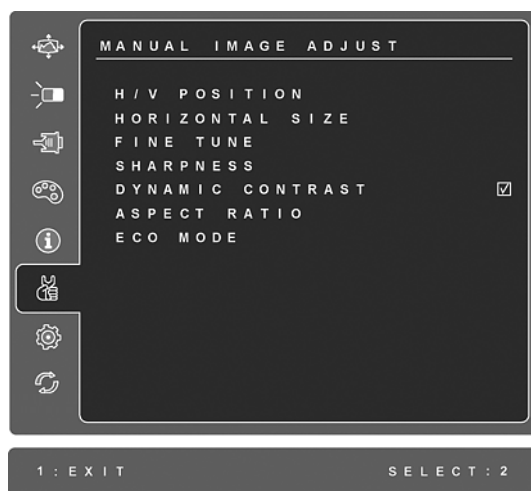 MANUAL IMAGE ADJUST
H/V POSITION
HORIZONTAL SIZE
FINE TUNE
SHARPNESS
DYNAMIC CONTRAST
ASPECT RATIO
ECO MODE
1:EXIT SELECT:2